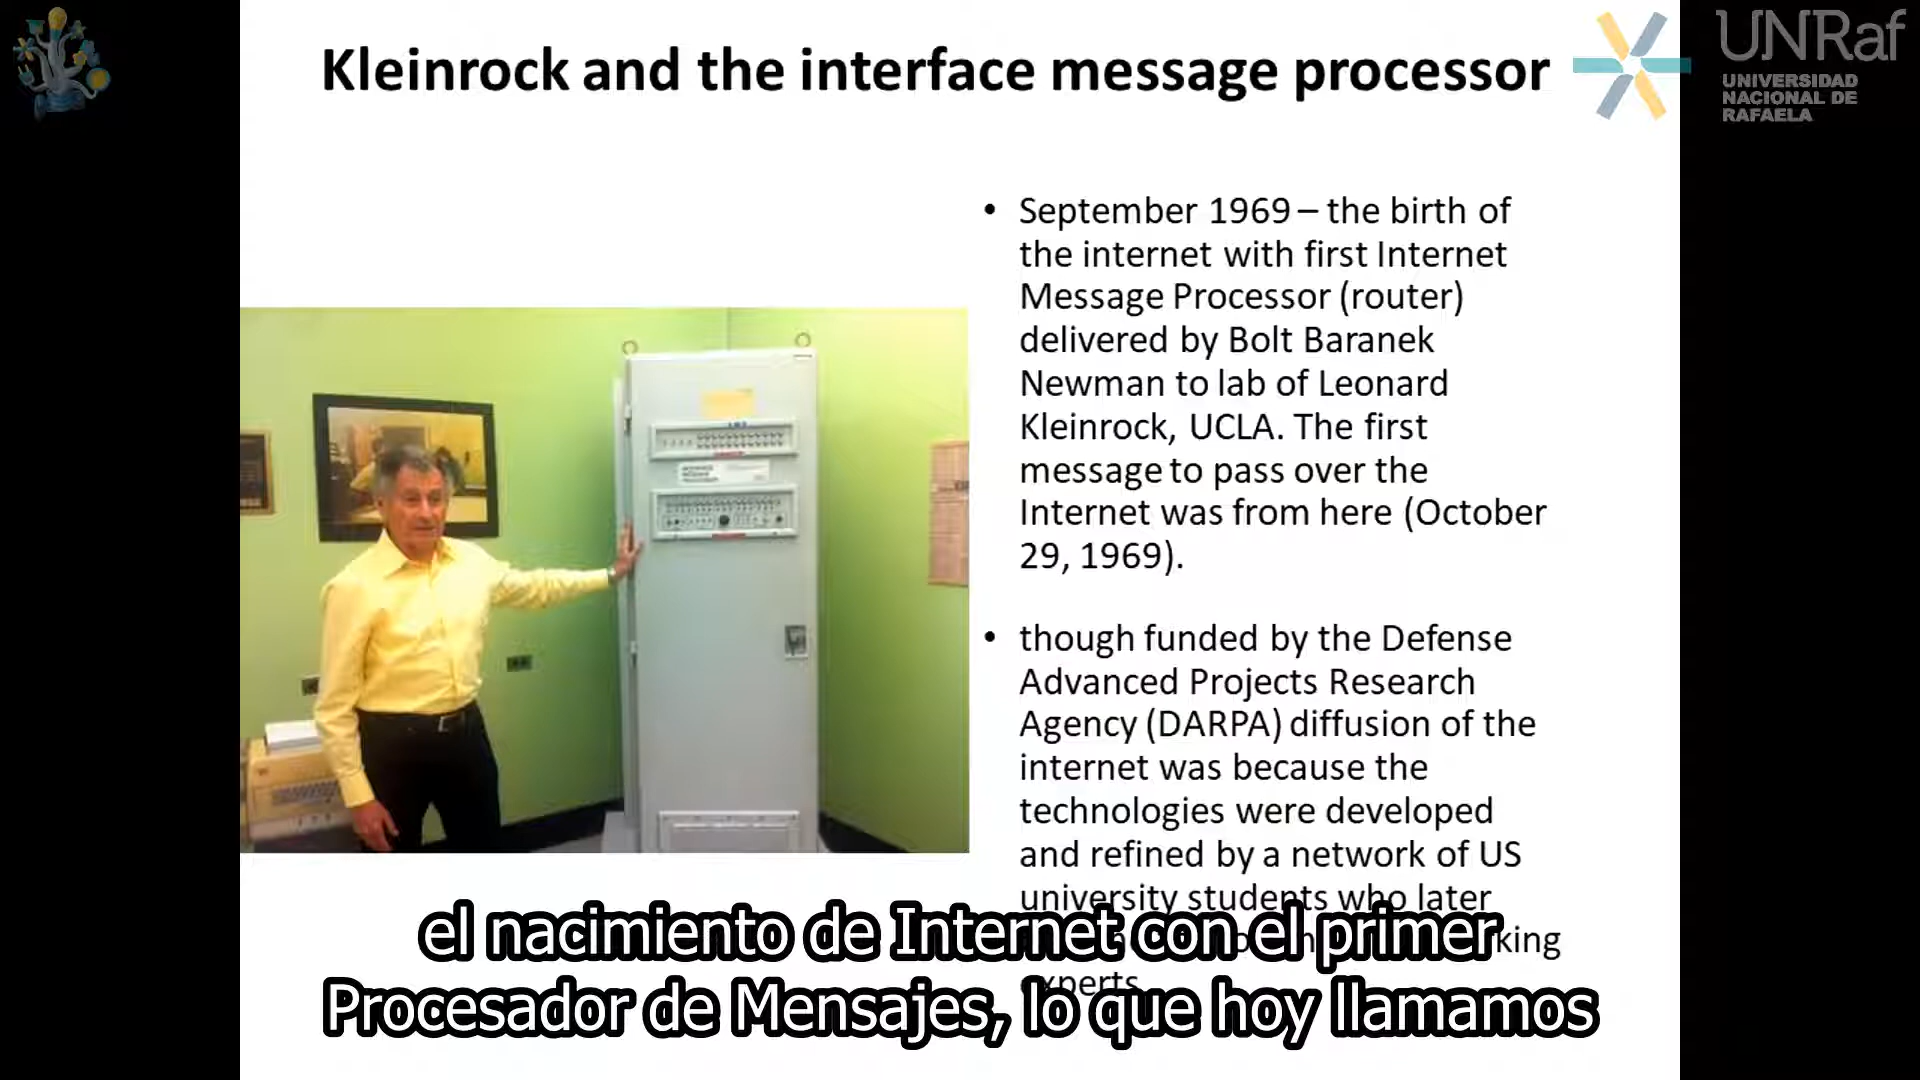 Kleinrock and the interface message processor
UNRaf
UNIVERSIDAD
NACIONAL DE
RAFAELA
• September 1969 – the birth of
the internet with first Internet
Message Processor (router)
delivered by Bolt Baranek
Newman to lab of Leonard
Kleinrock, UCLA. The first
message to pass over the
Internet was from here (October
29, 1969).
• though funded by the Defense
Advanced Projects Research
Agency (DARPA) diffusion of the
internet was because the
technologies were developed
and refined by a network of US
university students who later
experts
el nacimiento de Internet con el primer
Procesador de Mensajes, lo que hoy llamamos